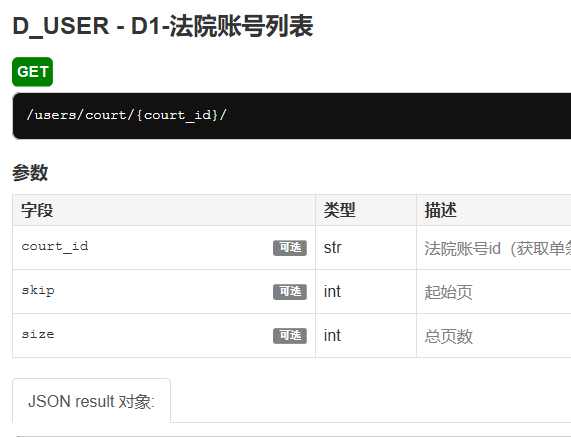 D_USER - D1-法院账号列表
GET
/users/court/{court_id}/
参数
字段 类型 描述
court_id 可选 str 法院账号id（获取单
skip 可选 int 起始页
size 可选 int 总页数
JSON result 对象: